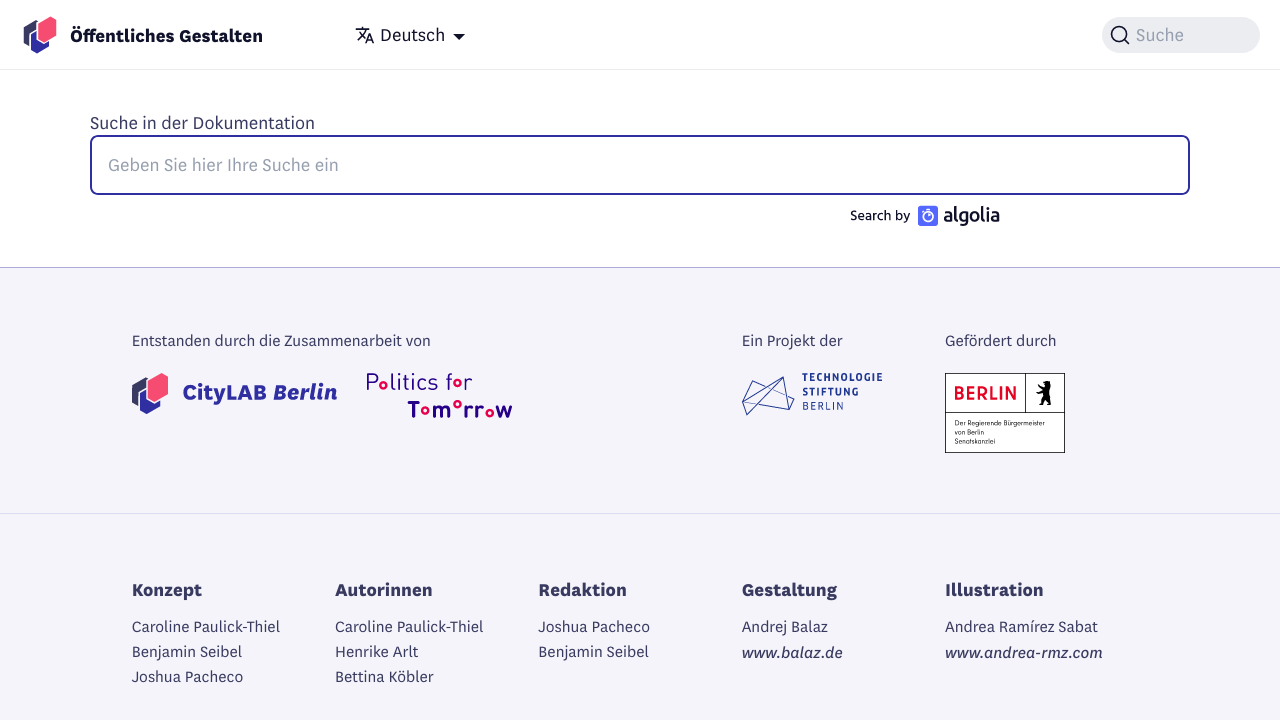 Öffentliches Gestalten
Deutsch
Suche
Suche in der Dokumentation
Geben Sie hier Ihre Suche ein
Search by algolia
Entstanden durch die Zusammenarbeit von
Ein Projekt der
Gefördert durch
CityLAB Berlin
Politics for
Tomorrow
TECHNOLOGIE
STIFTUNG
BERLIN
BERLIN
Der Regierende Bürgermeister
von Berlin
Senatskanzlei
Konzept
Caroline Paulick-Thiel
Benjamin Seibel
Joshua Pacheco
Autorinnen
Caroline Paulick-Thiel
Henrike Arlt
Bettina Köbler
Redaktion
Joshua Pacheco
Benjamin Seibel
Gestaltung
Andrej Balaz
www.balaz.de
Illustration
Andrea Ramírez Sabat
www.andrea-rmz.com